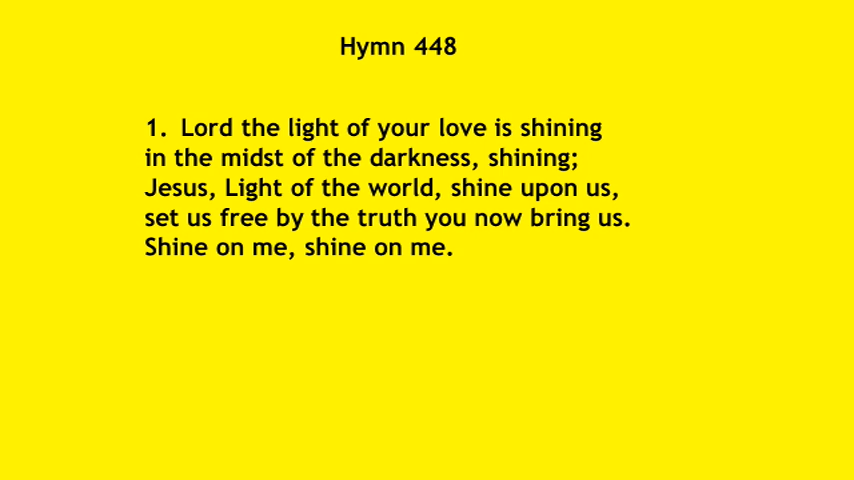 Hymn 448
1. Lord the light of your love is shining
in the midst of the darkness, shining;
Jesus, Light of the world, shine upon us,
set us free by the truth you now bring us.
Shine on me, shine on me.